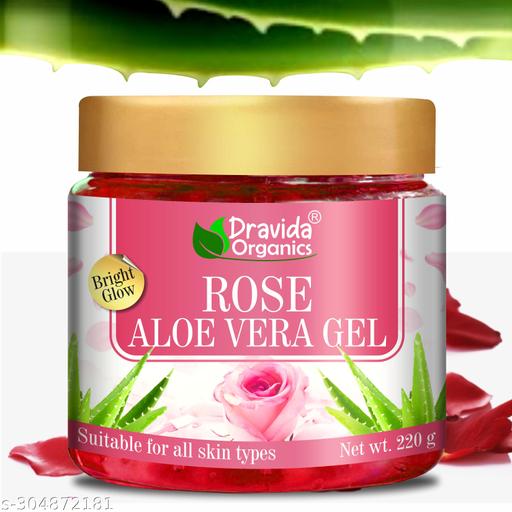 Dravida®
Organics
Bright
Glow
ROSE
ALOE VERA GEL
Suitable for all skin types
Net wt. 220 g
s-304872181